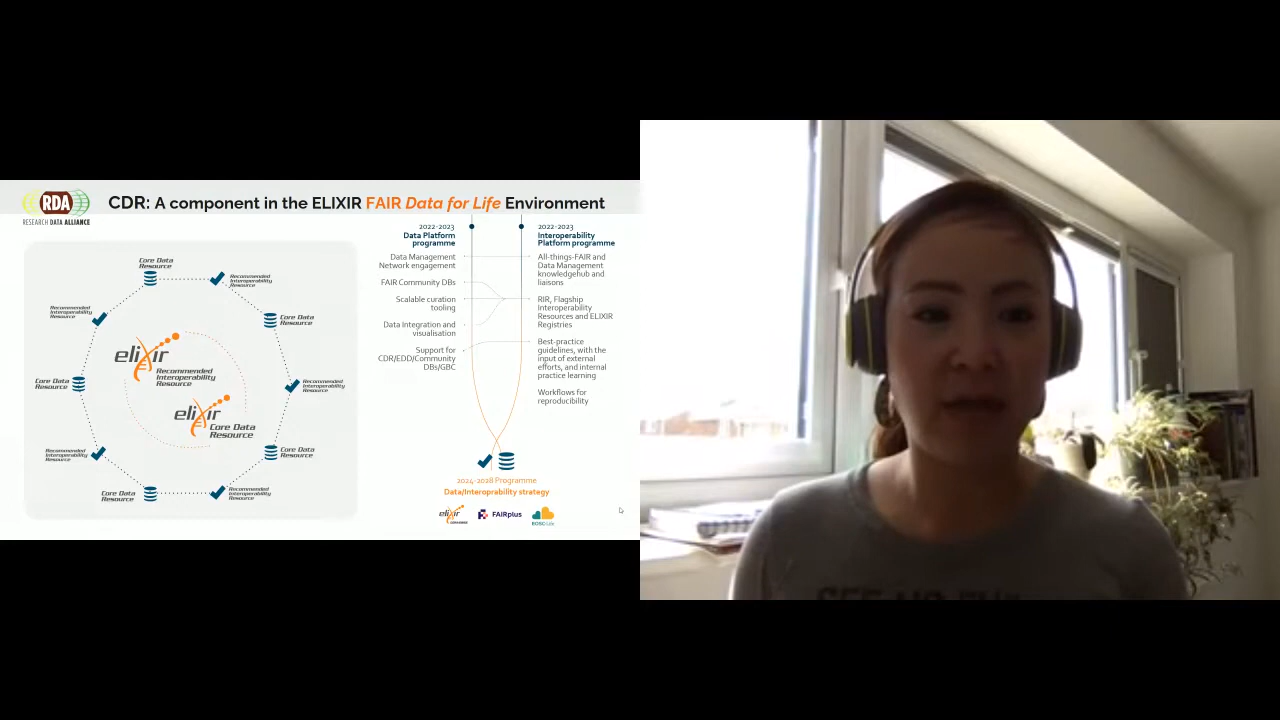 RDA
RESEARCH DATA ALLIANCE
CDR: A component in the ELIXIR FAIR Data for Life Environment
Core Data
Resource
Recommended
Interoperability
Resource
Recommended
Interoperability
Resource
Core Data
Resource
elixir
Recommended
Interoperability
Resource
Core Data
Resource
Recommended
Interoperability
Resource
elixir
Core Data
Resource
Recommended
Interoperability
Resource
Core Data
Resource
Core Data
Resource
Recommended
Interoperability
Resource
2022-2023
Data Platform
programme
Data Management
Network engagement
FAIR Community DBs
Scalable curation
tooling
Data Integration and
visualisation
Support for
CDR/EDD/Community
DBs/GBC
2022-2023
Interoperability
Platform programme
All-things-FAIR and
Data Management
knowledgehub and
liaisons
RIR, Flagship
Interoperability
Resources and ELIXIR
Registries
Best-practice
guidelines, with the
input of external
efforts, and internal
practice learning
Workflows for
reproducibility
2024-2028 Programme
Data/Interoprability strategy
elixir
FAIRplus
EOSC-Life